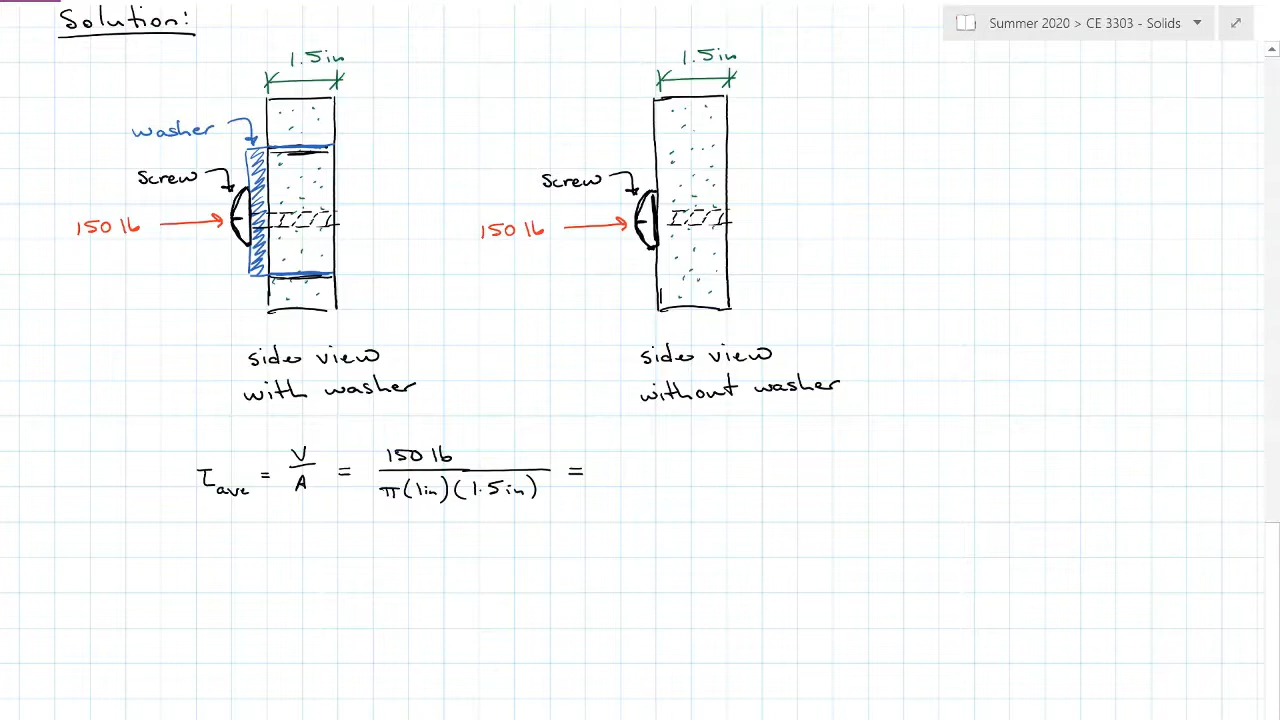 Solution:
Summer 2020 > CE 3303 - Solids
1.5in
1.5in
washer
screw
screw
150 lb
150 lb
side view
with washer
side view
without washer
τave = V/A = 150 lb / π(1in)(1.5in) =